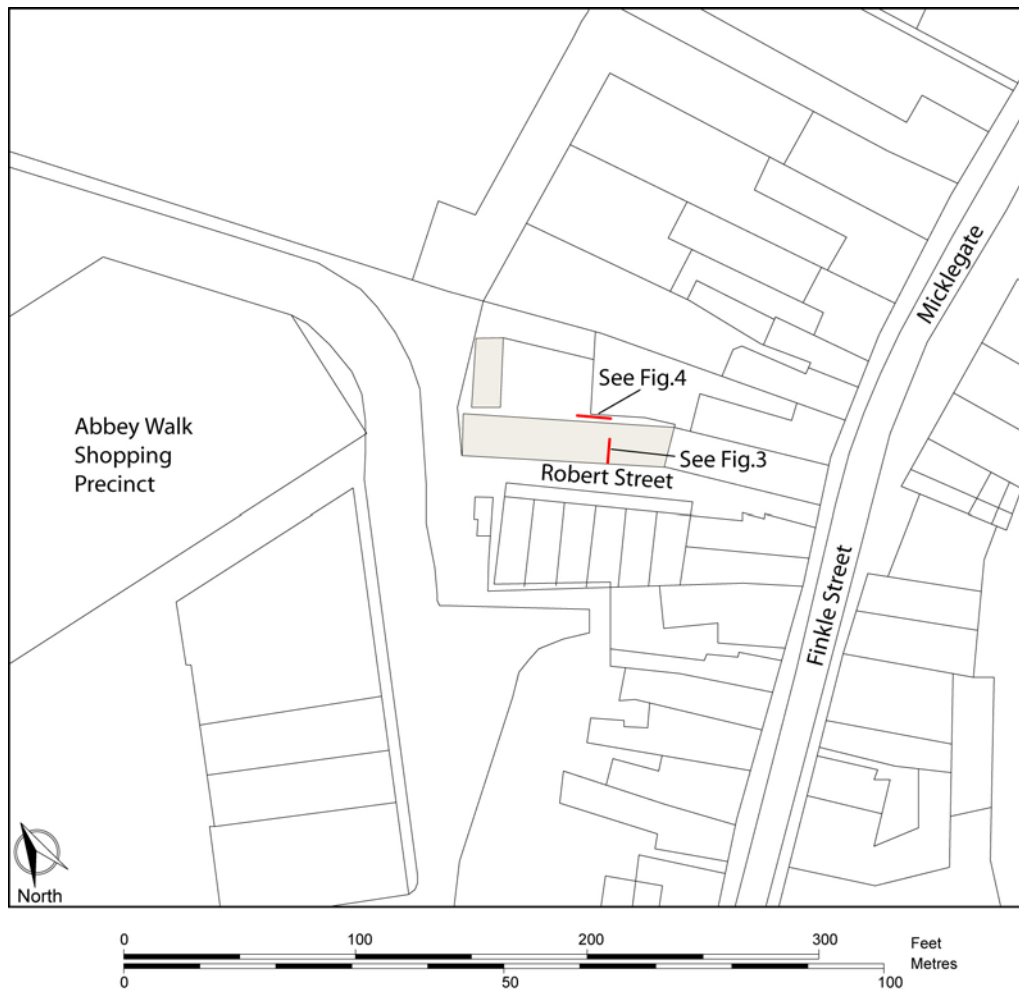 Micklegate
See Fig.4
Abbey Walk
Shopping
Precinct
See Fig.3
Robert Street
Finkle Street
North
0 100 200 300 Feet
0 50 100 Metres